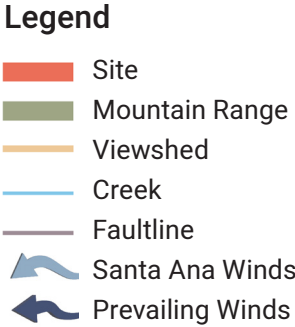 Legend
Site
Mountain Range
Viewshed
Creek
Faultline
Santa Ana Winds
Prevailing Winds